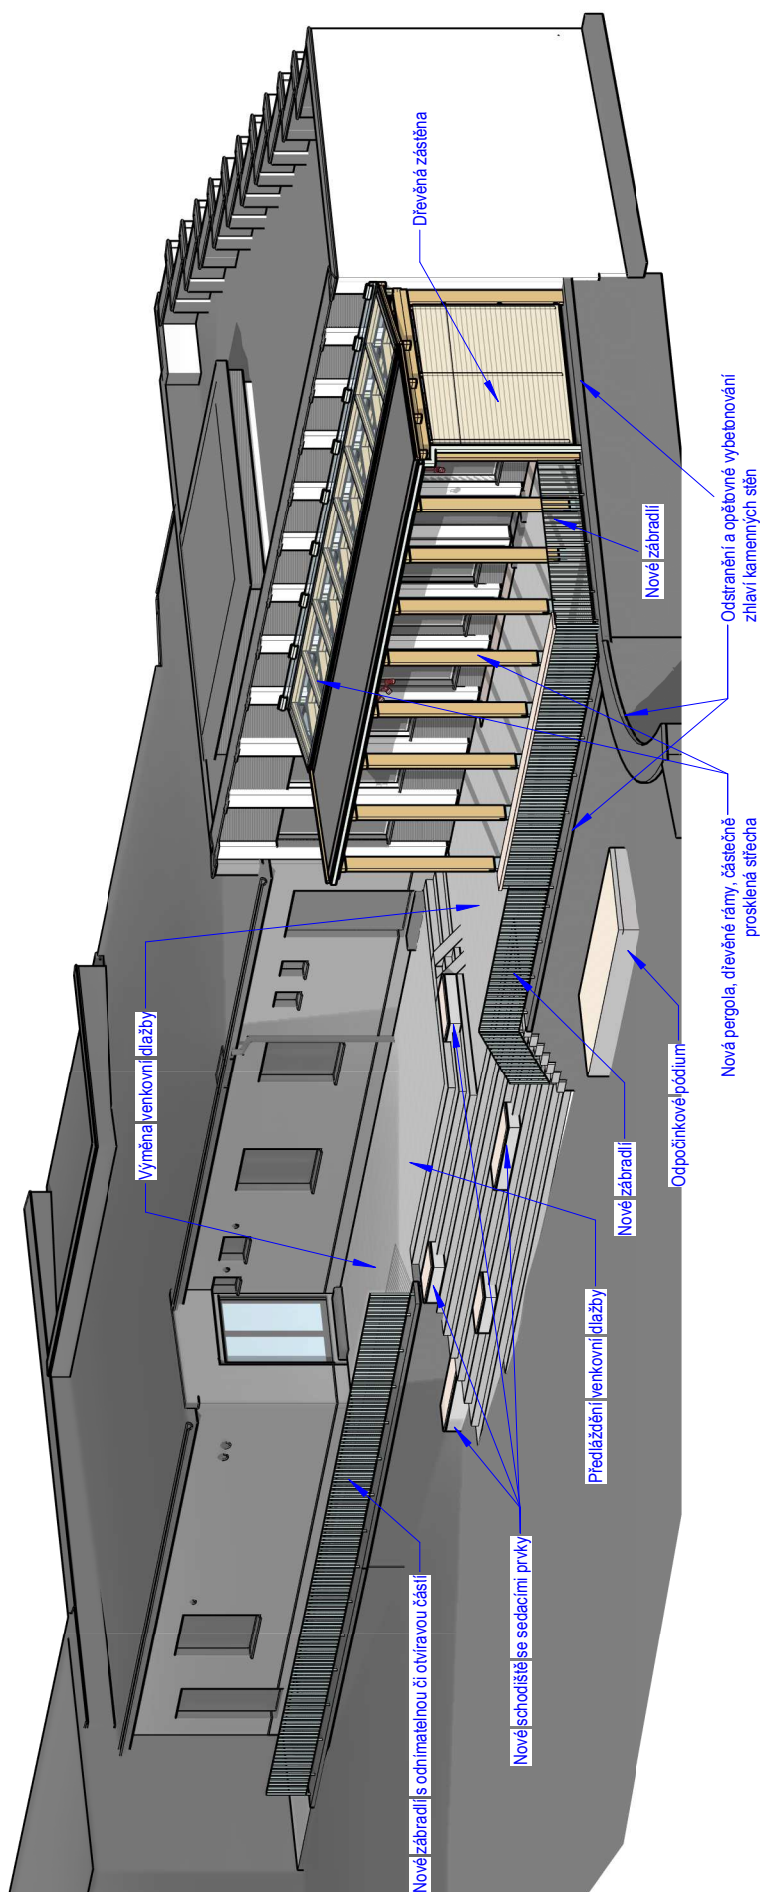 Nové zábradlí s odnímatelnou či otvíravou částí
Výměna venkovní dlažby
Dřevěná zástěna
Nové schodiště se sedacími prvky
Předláždění venkovní dlažby
Nové zábradlí
Odpočinkové pódium
Nová pergola, dřevěné rámy, částečně
prosklená střecha
Nové zábradlí
Odstranění a opětovné vybetonování
zhlaví kamenných stěn